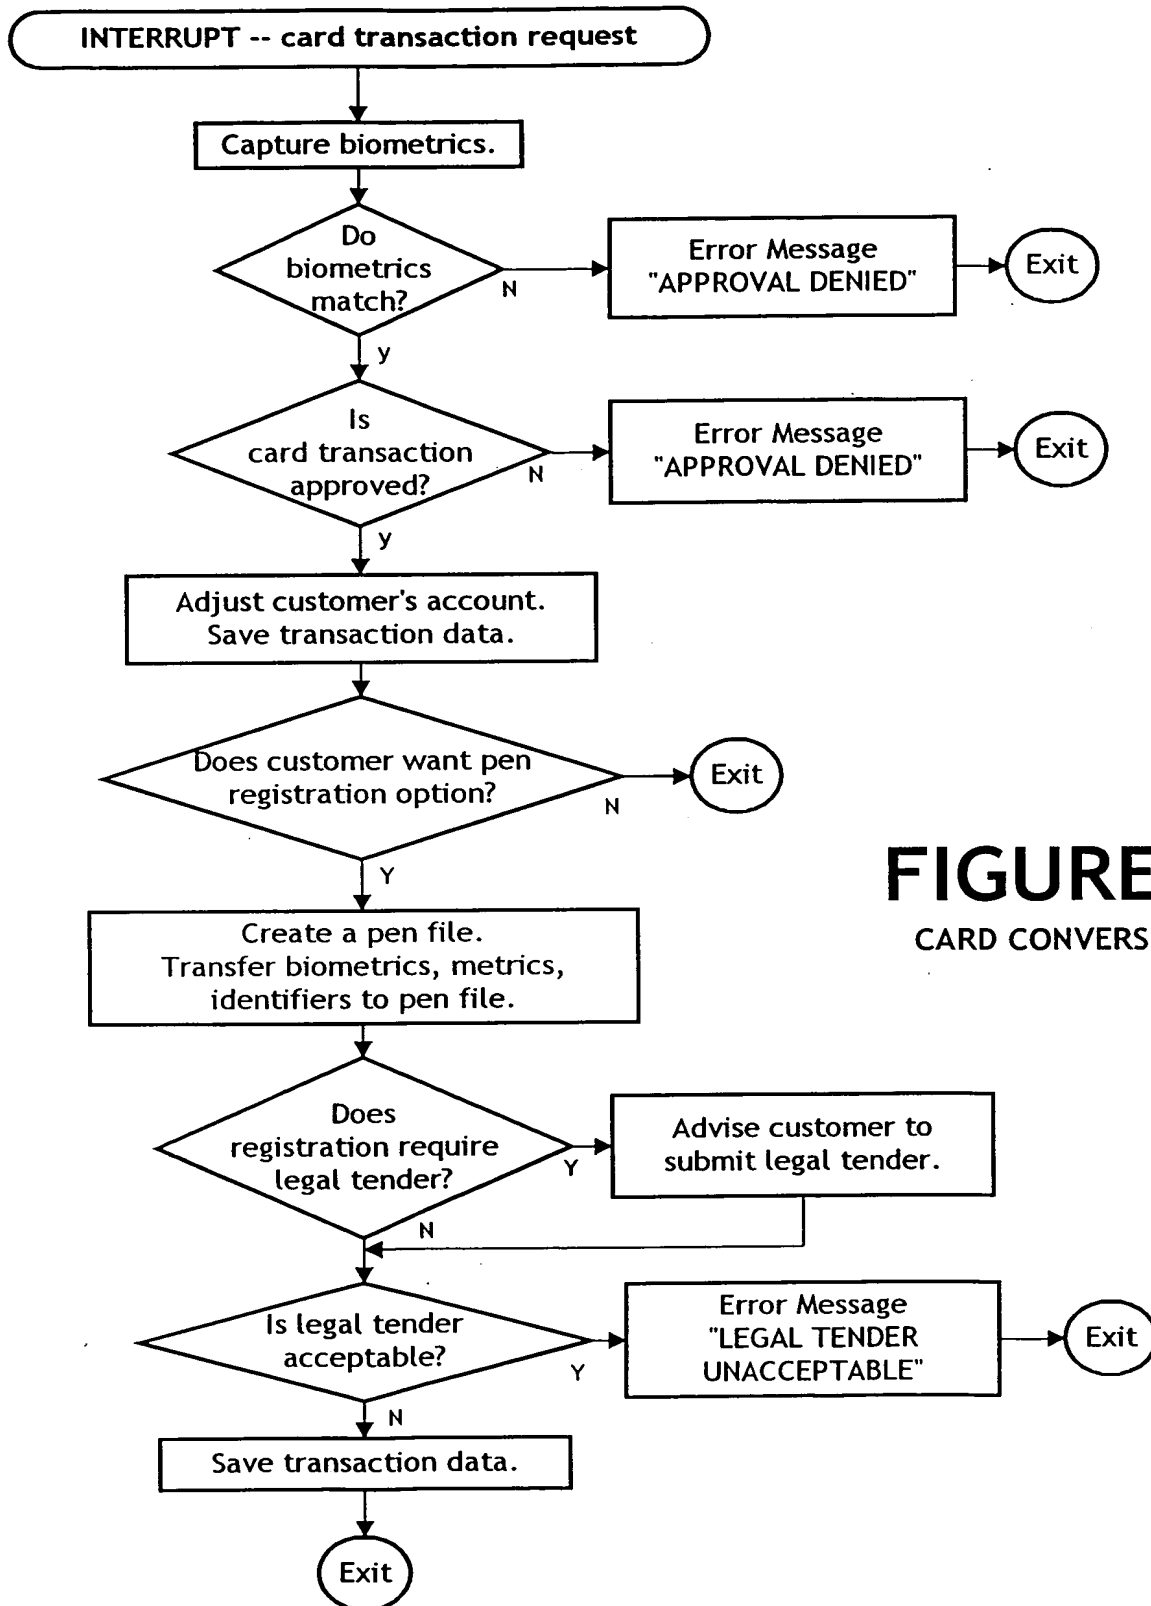 INTERRUPT -- card transaction request
Capture biometrics.
Do
biometrics
match?
N
Error Message
"APPROVAL DENIED"
Exit
y
Is
card transaction
approved?
N
Error Message
"APPROVAL DENIED"
Exit
y
Adjust customer's account.
Save transaction data.
Does customer want pen
registration option?
N
Exit
Y
FIGURE
CARD CONVERS
Create a pen file.
Transfer biometrics, metrics,
identifiers to pen file.
Does
registration require
legal tender?
Y
Advise customer to
submit legal tender.
N
Is legal tender
acceptable?
Y
Error Message
"LEGAL TENDER
UNACCEPTABLE"
Exit
N
Save transaction data.
Exit